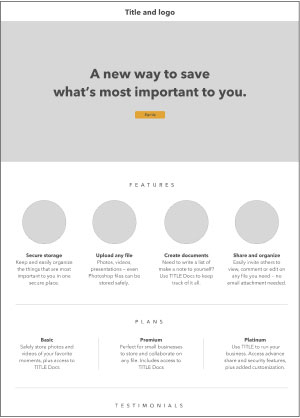 Title and logo
A new way to save
what's most important to you.
FEATURES
Secure storage
Keep and easily organize
the things that are most
important to you in one
secure place.
Upload any file
Photos, videos,
presentations – even
Photoshop files can be
stored safely.
Create documents
Need to write a list of
make a note to yourself?
Use TITLE Docs to keep
track of it all.
Share and organize
Easily invite others to
view, comment or edit on
any file you need – no
email attachment needed.
PLANS
Basic
Safely store photos and
videos of your favorite
moments, plus access to
TITLE Docs
Premium
Perfect for small businesses
to store and collaborate on
any file. Includes access to
TITLE Docs
Platinum
Use TITLE to run your
business. Access advance
share and security features,
plus added customization.
TESTIMONIALS